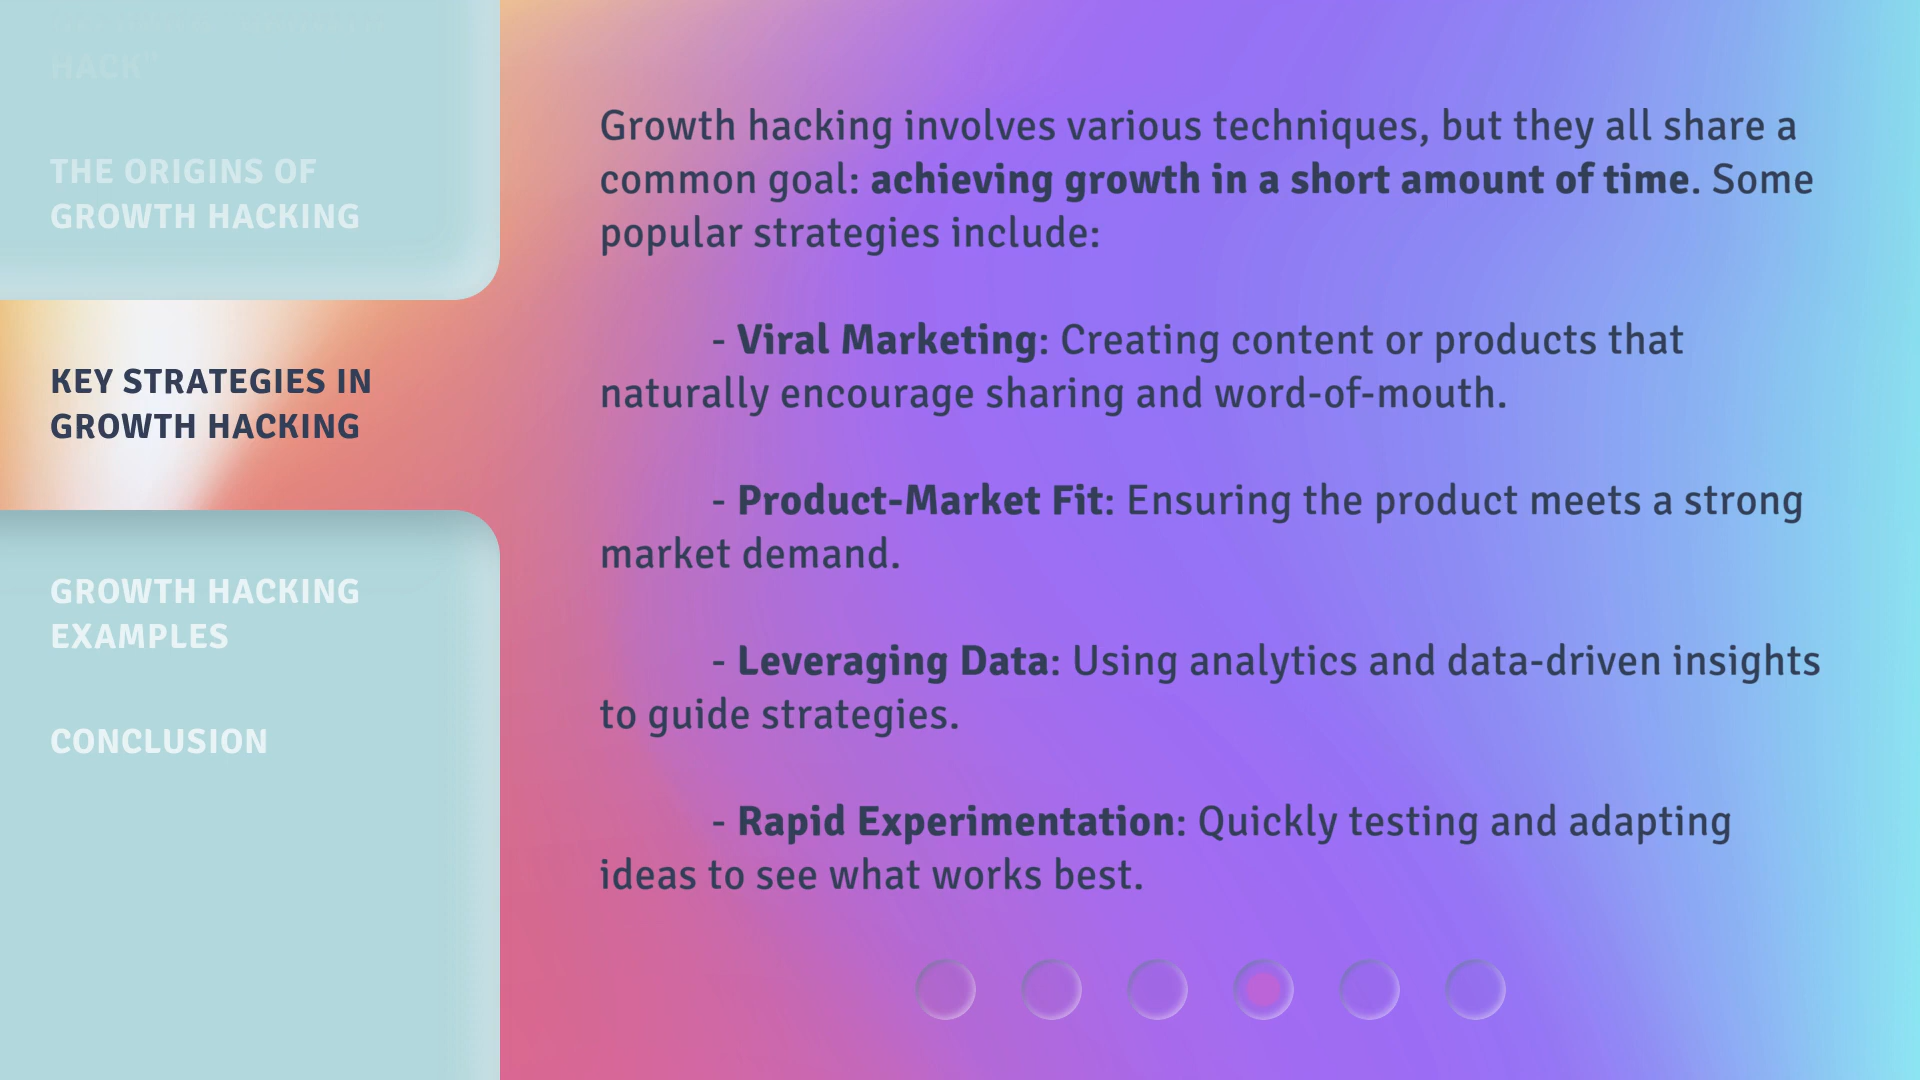 HACK"
THE ORIGINS OF
GROWTH HACKING
KEY STRATEGIES IN
GROWTH HACKING
GROWTH HACKING
EXAMPLES
CONCLUSION
Growth hacking involves various techniques, but they all share a
common goal: achieving growth in a short amount of time. Some
popular strategies include:
- Viral Marketing: Creating content or products that
naturally encourage sharing and word-of-mouth.
- Product-Market Fit: Ensuring the product meets a strong
market demand.
- Leveraging Data: Using analytics and data-driven insights
to guide strategies.
- Rapid Experimentation: Quickly testing and adapting
ideas to see what works best.